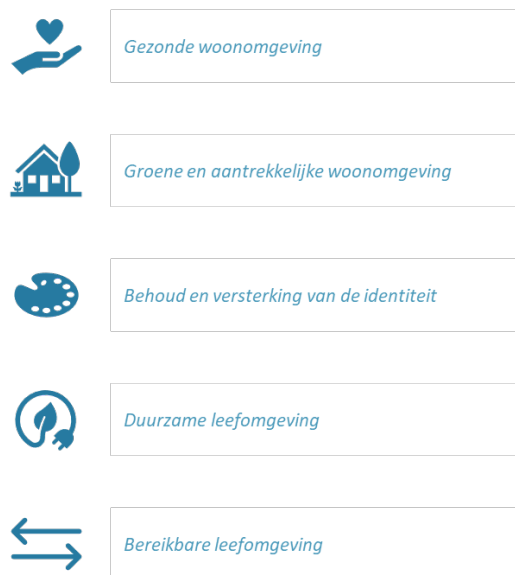 Gezonde woonomgeving
Groene en aantrekkelijke woonomgeving
Behoud en versterking van de identiteit
Duurzame leefomgeving
Bereikbare leefomgeving